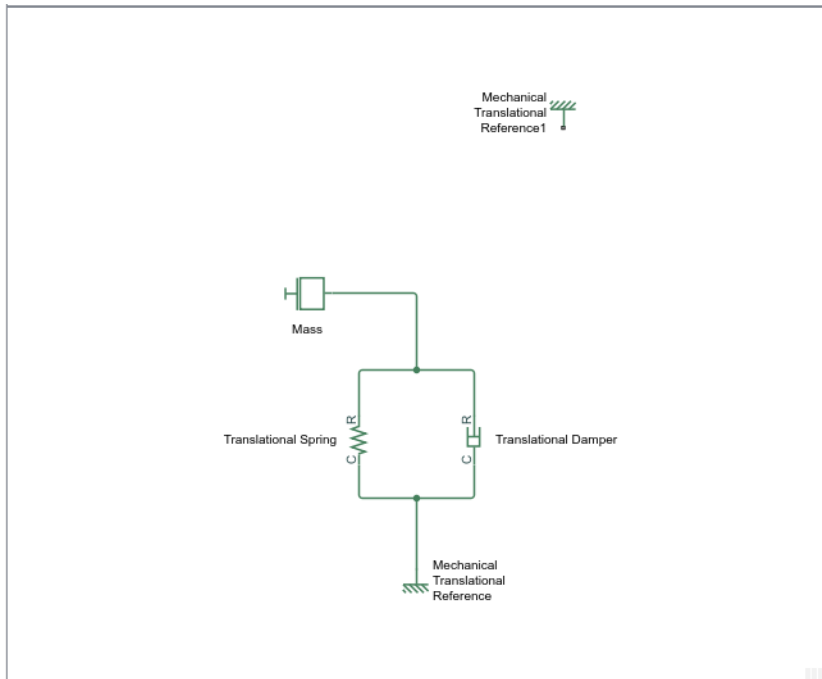 Mechanical
Translational
Reference1
Mass
R
R
Translational Spring
Translational Damper
C
C
Mechanical
Translational
Reference